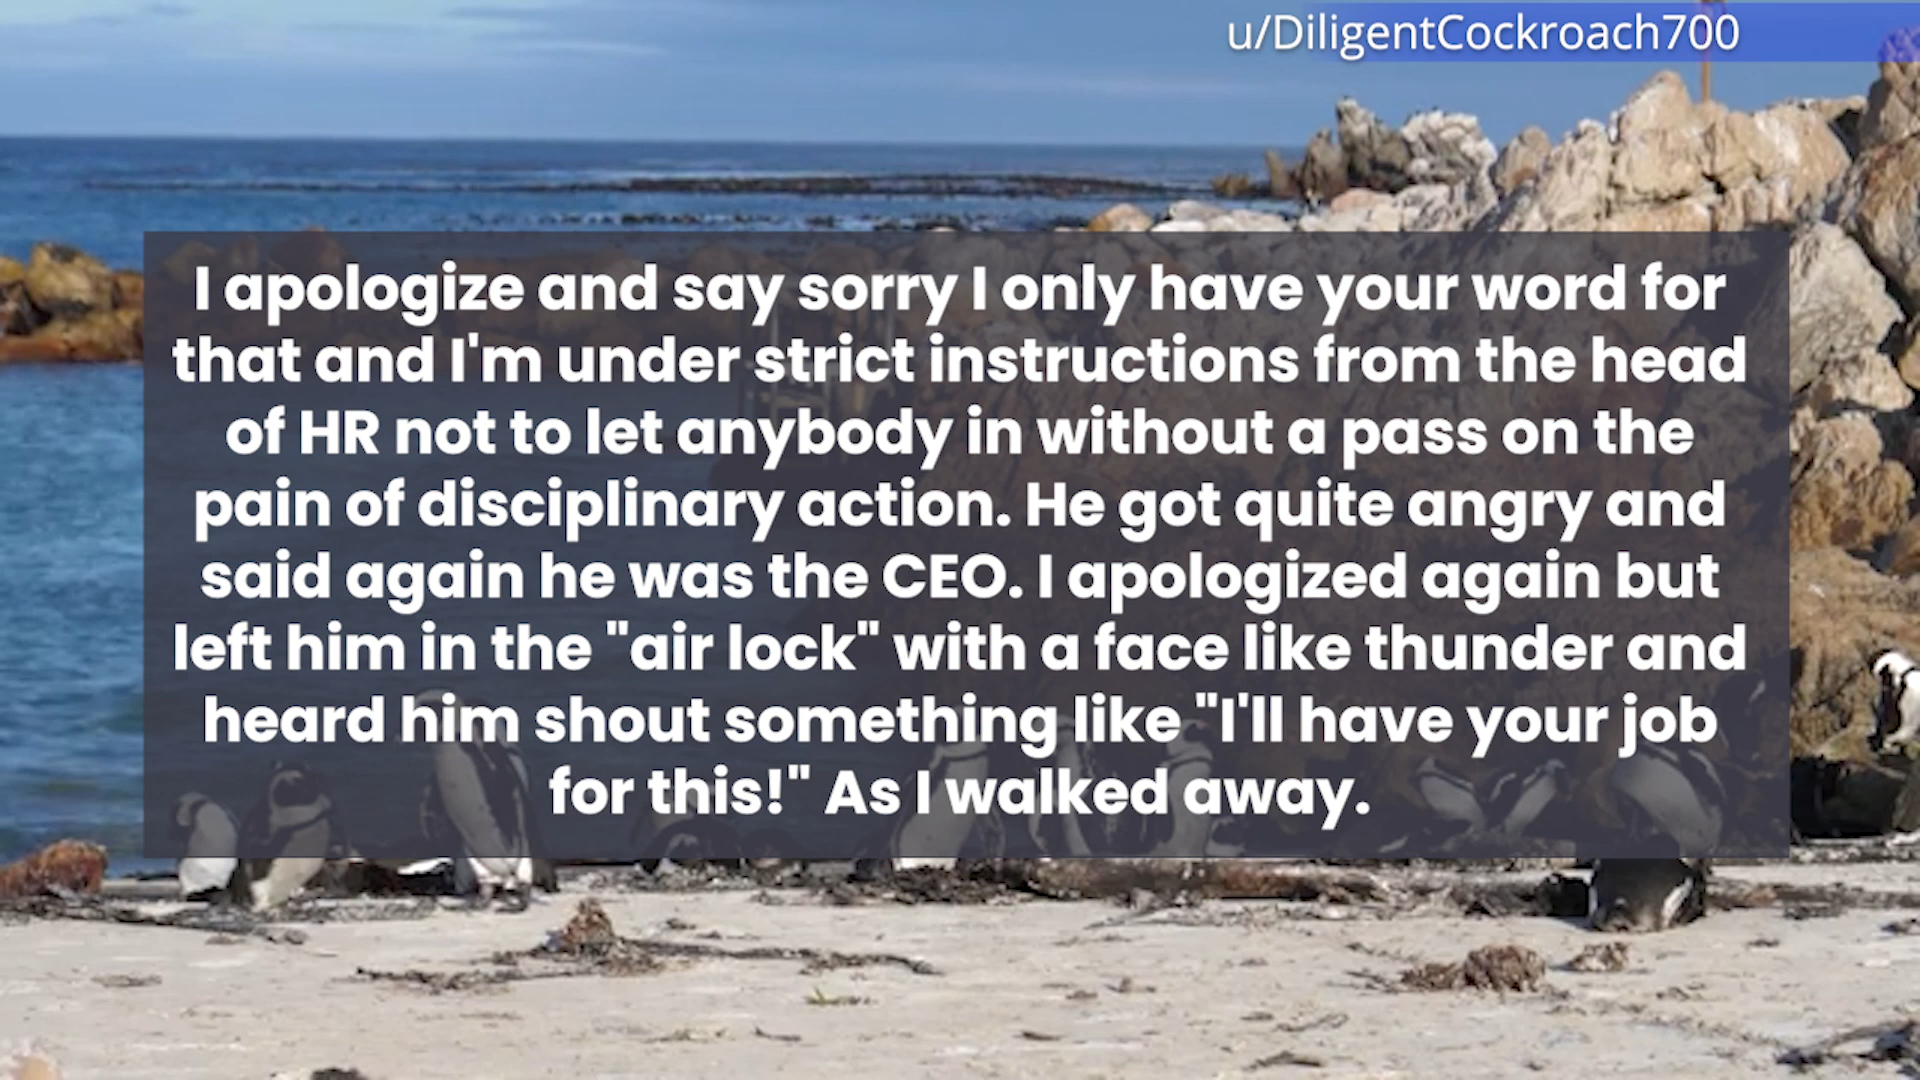 u/DiligentCockroach700
I apologize and say sorry I only have your word for
that and I'm under strict instructions from the head
of HR not to let anybody in without a pass on the
pain of disciplinary action. He got quite angry and
said again he was the CEO. I apologized again but
left him in the "air lock" with a face like thunder and
heard him shout something like "I'll have your job
for this!" As I walked away.